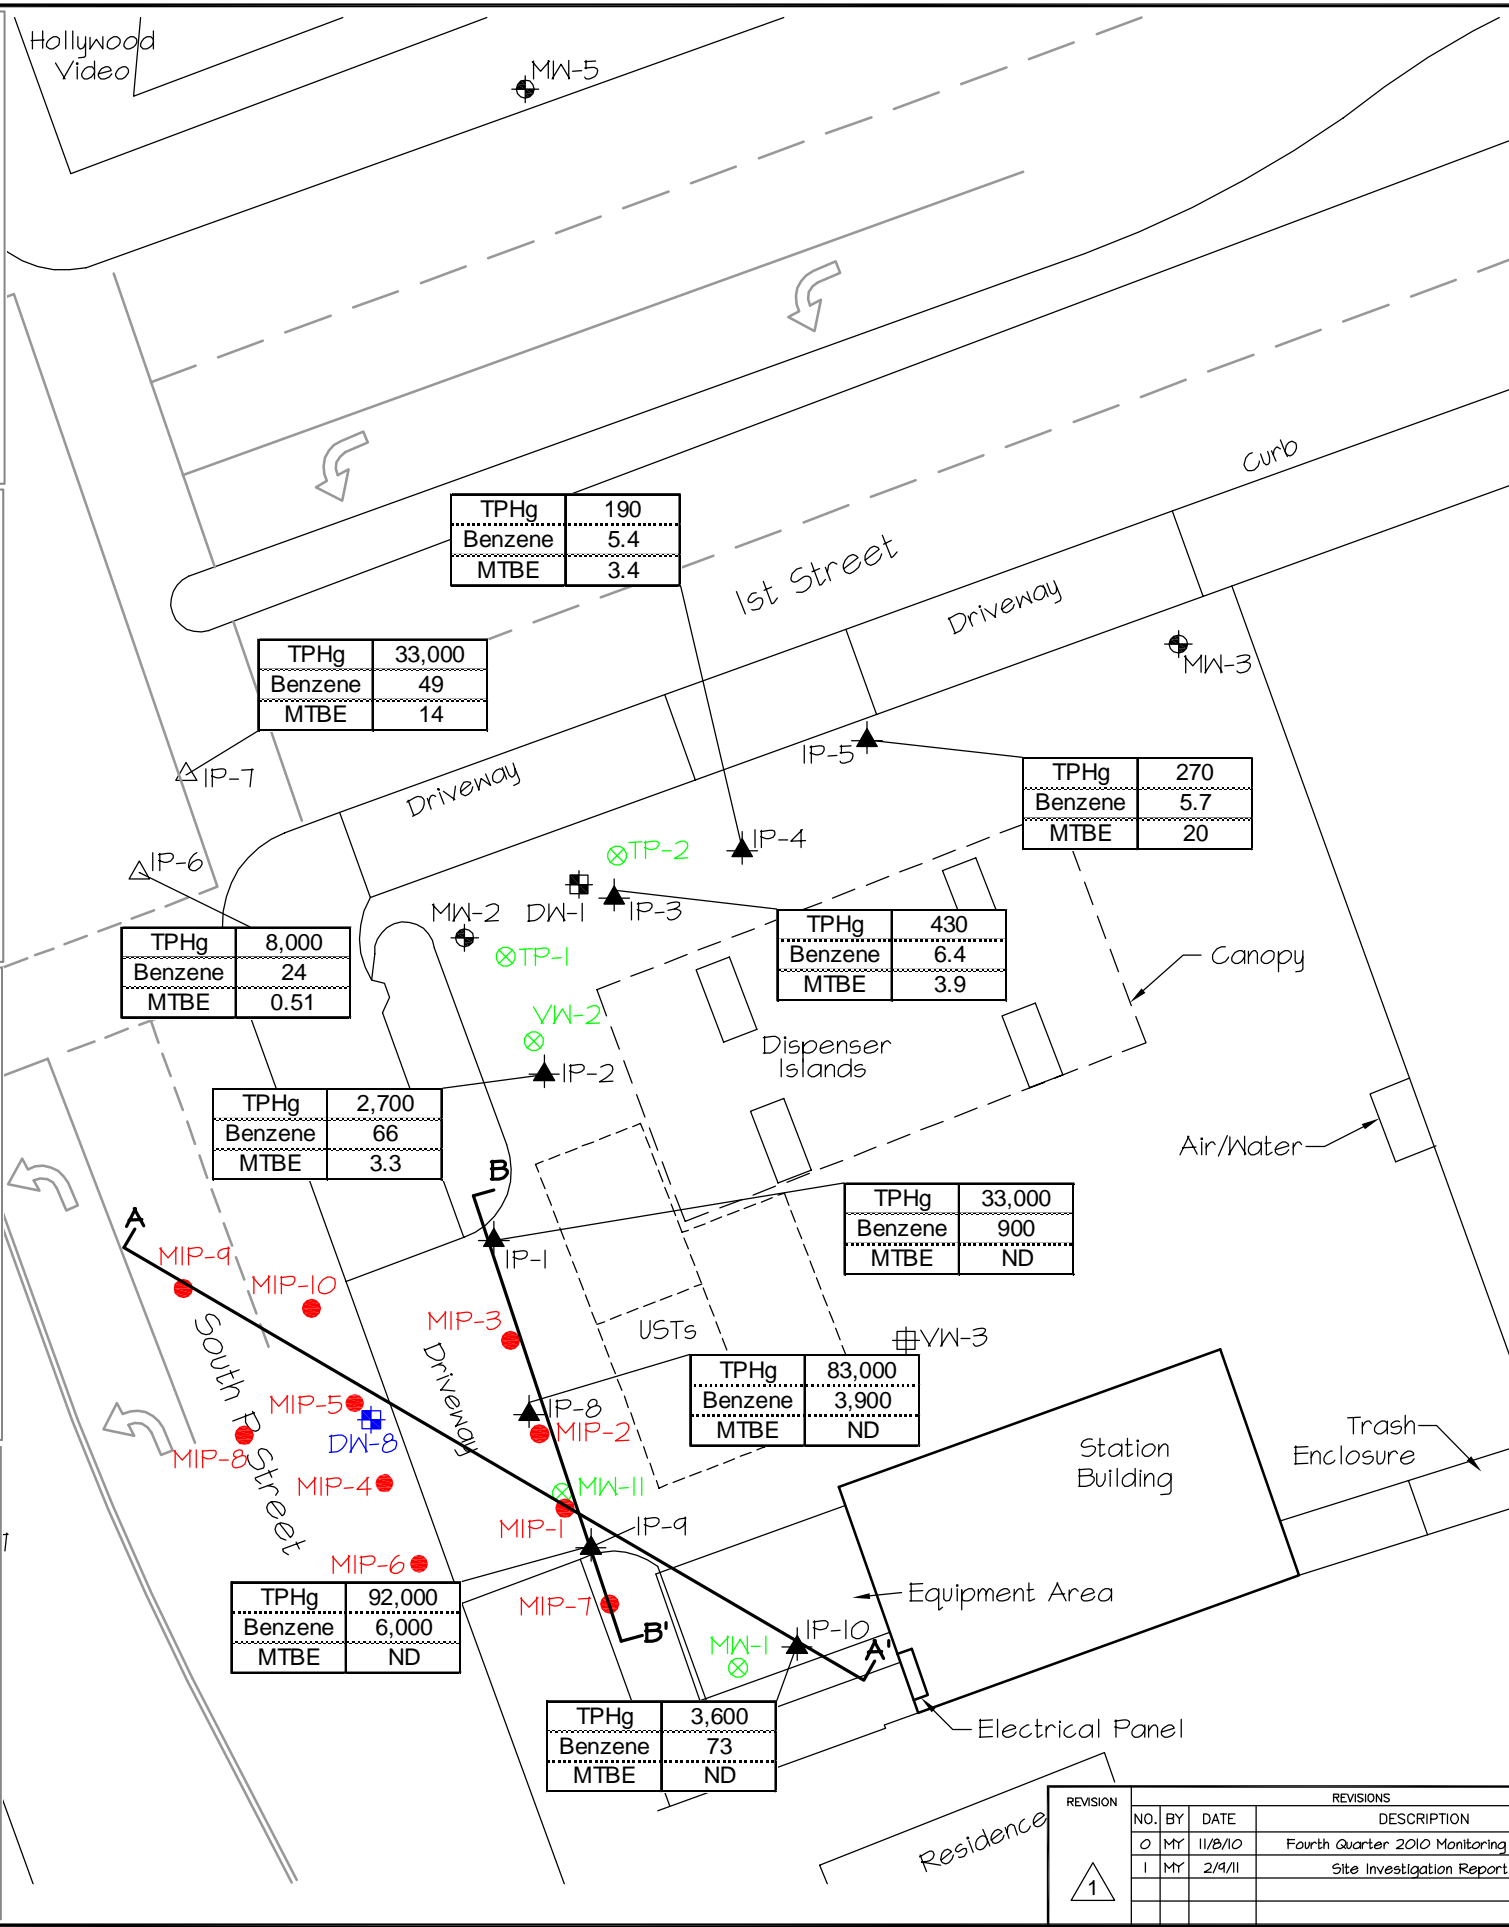 Hollywood
Video
MW-5
Curb
TPHg 190
Benzene 5.4
MTBE 3.4
1st Street
Driveway
MW-3
TPHg 33,000
Benzene 49
MTBE 14
IP-7
Driveway
IP-5
TPHg 270
Benzene 5.7
MTBE 20
IP-6
TP-2
IP-4
MW-2
DW-1
IP-3
TPHg 430
Benzene 6.4
MTBE 3.9
TPHg 8,000
Benzene 24
MTBE 0.51
TP-1
Canopy
VW-2
Dispenser
Islands
IP-2
TPHg 2,700
Benzene 66
MTBE 3.3
Air/Water
B
TPHg 33,000
Benzene 900
MTBE ND
A
IP-1
MIP-9
MIP-10
MIP-3
USTs
VW-3
South P Street
Driveway
TPHg 83,000
Benzene 3,900
MTBE ND
MIP-5
IP-8
DW-8
MIP-2
MIP-8
Station
Building
Trash
Enclosure
MIP-4
MW-11
MIP-1
IP-9
MIP-6
TPHg 92,000
Benzene 6,000
MTBE ND
MIP-7
B'
Equipment Area
IP-10
MW-1
A'
TPHg 3,600
Benzene 73
MTBE ND
Electrical Panel
Residence
REVISION
1
REVISIONS
NO. BY DATE DESCRIPTION
0 MY 11/8/10 Fourth Quarter 2010 Monitoring
1 MY 2/9/11 Site Investigation Report